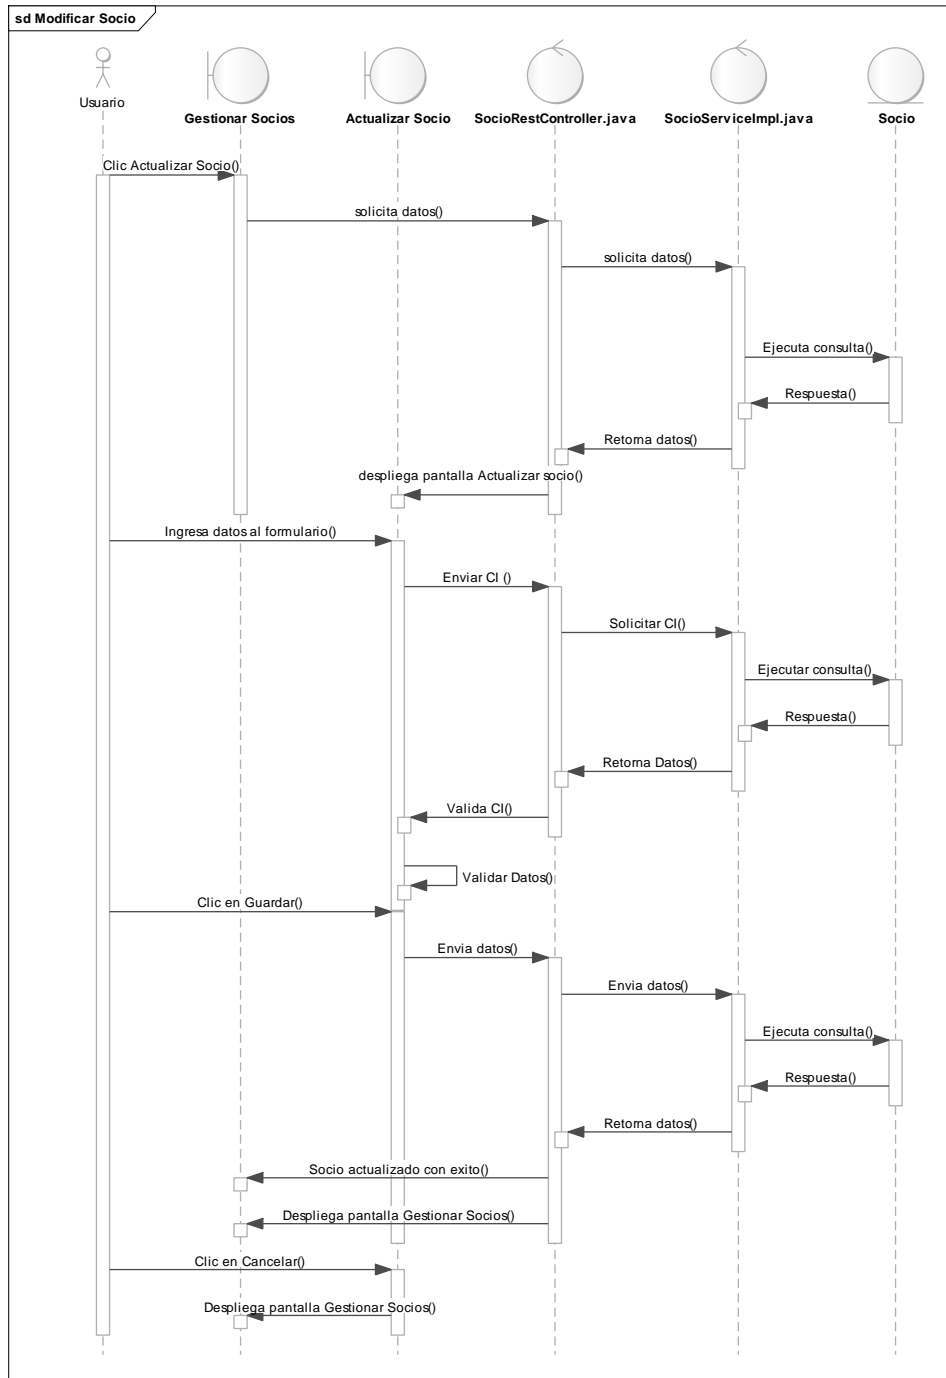 sd Modificar Socio
Usuario
Gestionar Socios
Actualizar Socio
SocioRestController.java
SocioServiceImpl.java
Socio
Clic Actualizar Socio()
solicita datos()
solicita datos()
Ejecuta consulta()
Respuesta()
Retorna datos()
despliega pantalla Actualizar socio()
Ingresa datos al formulario()
Enviar CI ()
Solicitar CI()
Ejecutar consulta()
Respuesta()
Retorna Datos()
Valida CI()
Validar Datos()
Clic en Guardar()
Envia datos()
Envia datos()
Ejecuta consulta()
Respuesta()
Retorna datos()
Socio actualizado con exito()
Despliega pantalla Gestionar Socios()
Clic en Cancelar()
Despliega pantalla Gestionar Socios()